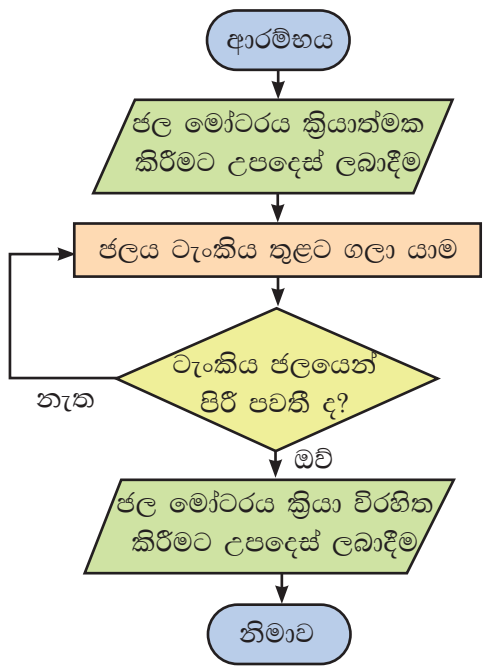 ආරම්භය
ජල මෝටරය ක්‍රියාත්මක
කිරීමට උපදෙස් ලබාදීම
ජලය ටැංකිය තුළට ගලා යාම
ටැංකිය ජලයෙන්
පිරී පවතී ද?
නැත
ඔව්
ජල මෝටරය ක්‍රියා විරහිත
කිරීමට උපදෙස් ලබාදීම
නිමාව